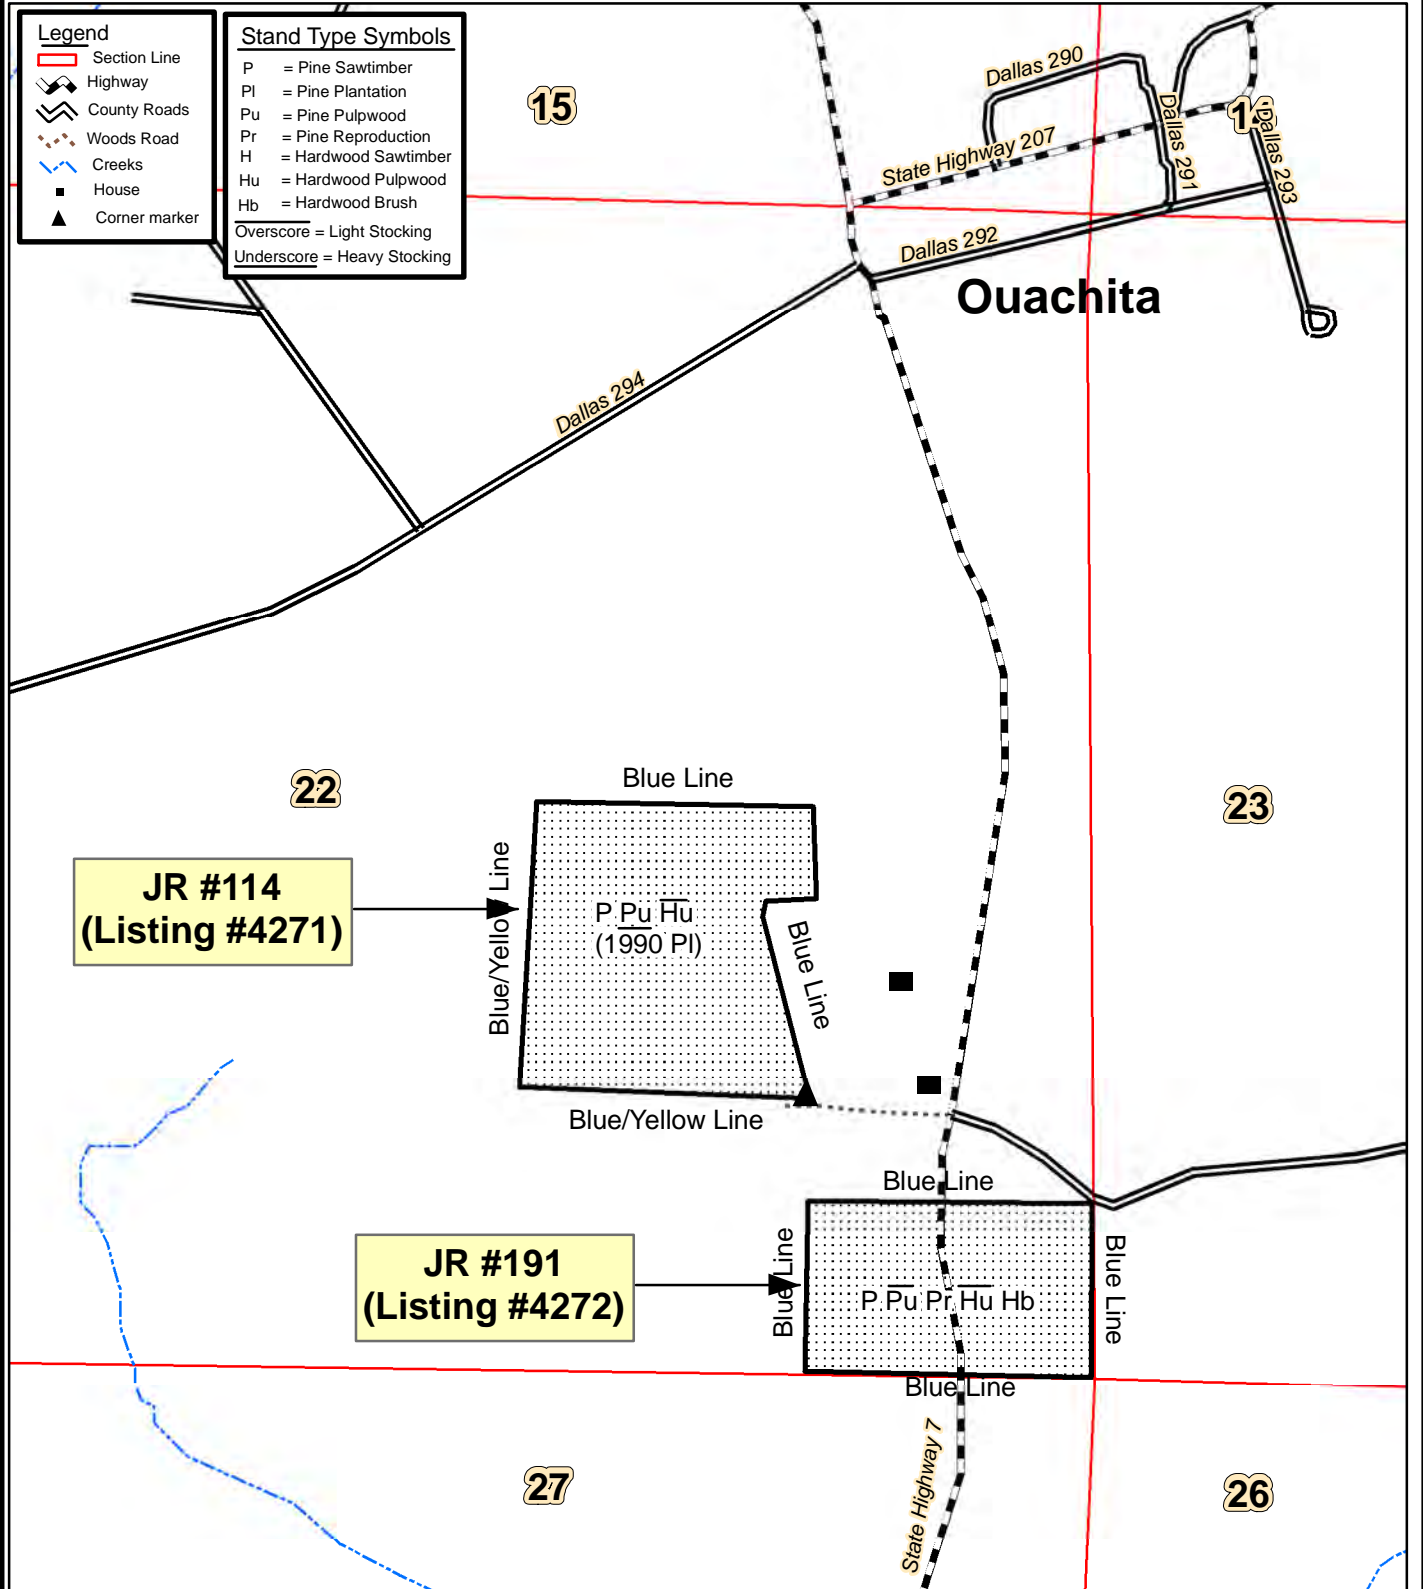 Legend
Section Line
Highway
County Roads
Woods Road
Creeks
House
Corner marker
Stand Type Symbols
P = Pine Sawtimber
Pl = Pine Plantation
Pu = Pine Pulpwood
Pr = Pine Reproduction
H = Hardwood Sawtimber
Hu = Hardwood Pulpwood
Hb = Hardwood Brush
Overscore = Light Stocking
Underscore = Heavy Stocking
15
Dallas 290
State Highway 207
Dallas 291
Dallas 293
Dallas 292
Ouachita
Dallas 294
22
23
Blue Line
Blue/Yellow Line
JR #114
(Listing #4271)
P Pu Hu
(1990 Pl)
Blue Line
Blue/Yellow Line
Blue Line
JR #191
(Listing #4272)
Blue Line
P Pu Pr Hu Hb
Blue Line
Blue Line
State Highway 7
27
26